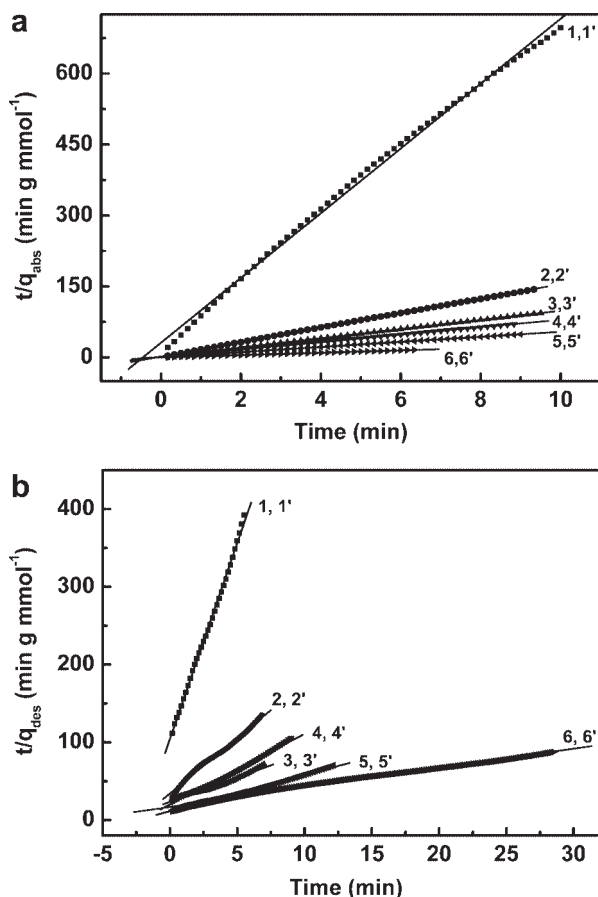 a
600
450
300
150
0
t/q_abs (min g mmol⁻¹)
1,1'
2,2'
3,3'
4,4'
5,5'
6,6'
0 2 4 6 8 10
Time (min)
b
400
300
200
100
0
t/q_des (min g mmol⁻¹)
1, 1'
2, 2'
4, 4'
3, 3'
5, 5'
6, 6'
-5 0 5 10 15 20 25 30
Time (min)